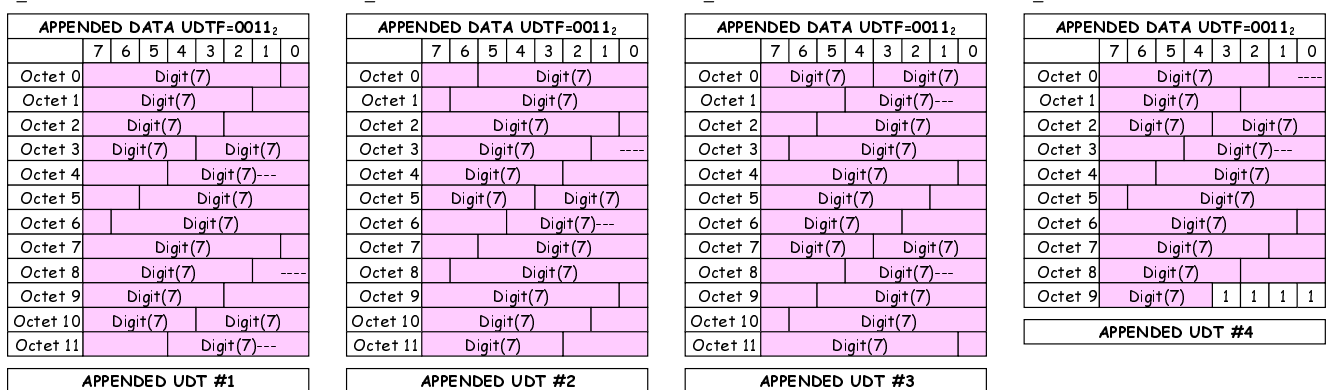 APPENDED DATA UDTF=0011₂
7 6 5 4 3 2 1 0
Octet 0 Digit(7)
Octet 1 Digit(7)
Octet 2 Digit(7)
Octet 3 Digit(7) Digit(7)
Octet 4 Digit(7)---
Octet 5 Digit(7)
Octet 6 Digit(7)
Octet 7 Digit(7)
Octet 8 Digit(7) ----
Octet 9 Digit(7)
Octet 10 Digit(7) Digit(7)
Octet 11 Digit(7)---
APPENDED UDT #1
APPENDED DATA UDTF=0011₂
7 6 5 4 3 2 1 0
Octet 0 Digit(7)
Octet 1 Digit(7)
Octet 2 Digit(7)
Octet 3 Digit(7) ----
Octet 4 Digit(7)
Octet 5 Digit(7) Digit(7)
Octet 6 Digit(7)---
Octet 7 Digit(7)
Octet 8 Digit(7)
Octet 9 Digit(7)
Octet 10 Digit(7)
Octet 11 Digit(7)
APPENDED UDT #2
APPENDED DATA UDTF=0011₂
7 6 5 4 3 2 1 0
Octet 0 Digit(7) Digit(7)
Octet 1 Digit(7)---
Octet 2 Digit(7)
Octet 3 Digit(7)
Octet 4 Digit(7)
Octet 5 Digit(7)
Octet 6 Digit(7)
Octet 7 Digit(7) Digit(7)
Octet 8 Digit(7)---
Octet 9 Digit(7)
Octet 10 Digit(7)
Octet 11 Digit(7)
APPENDED UDT #3
APPENDED DATA UDTF=0011₂
7 6 5 4 3 2 1 0
Octet 0 Digit(7) ----
Octet 1 Digit(7)
Octet 2 Digit(7) Digit(7)
Octet 3 Digit(7)---
Octet 4 Digit(7)
Octet 5 Digit(7)
Octet 6 Digit(7)
Octet 7 Digit(7)
Octet 8 Digit(7)
Octet 9 Digit(7) 1 1 1 1
APPENDED UDT #4